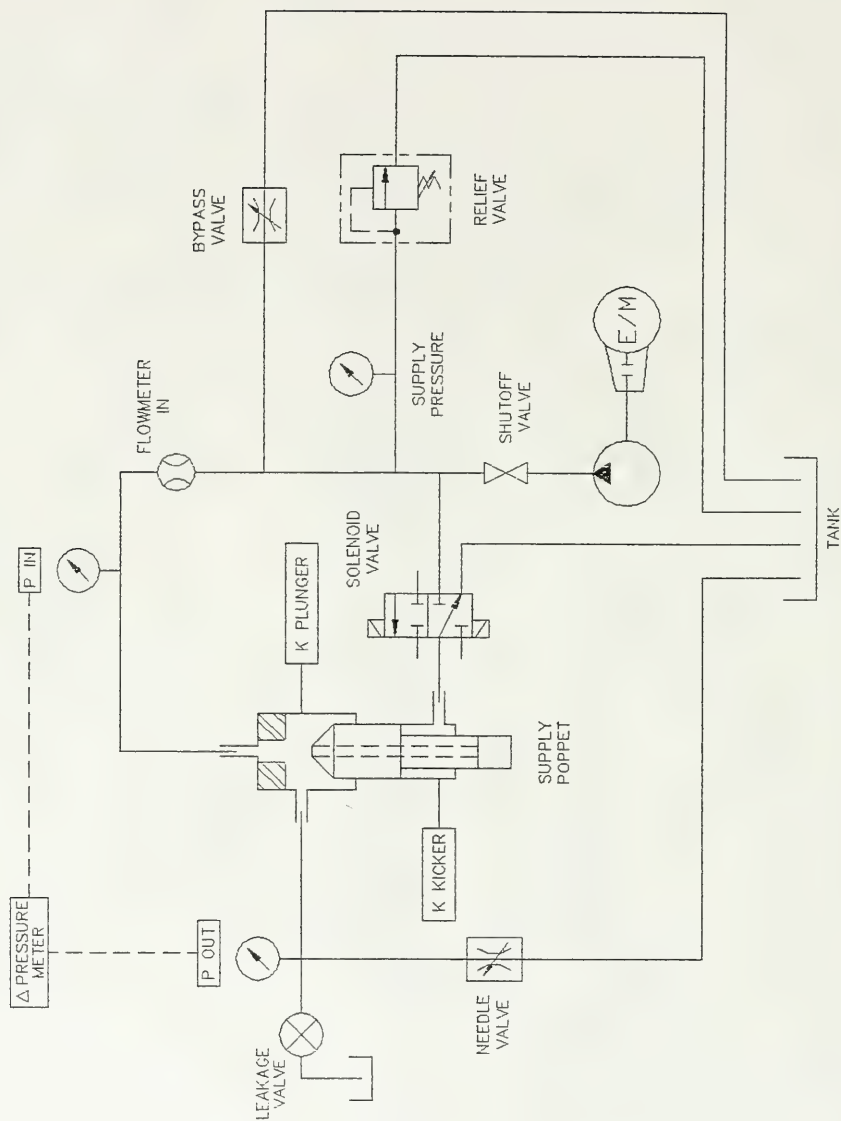 Δ PRESSURE
METER
P IN
P OUT
FLOWMETER
IN
BYPASS
VALVE
LEAKAGE
VALVE
K PLUNGER
SOLENOID
VALVE
SUPPLY
PRESSURE
RELIEF
VALVE
K KICKER
SUPPLY
POPPET
SHUTOFF
VALVE
E/M
NEEDLE
VALVE
TANK